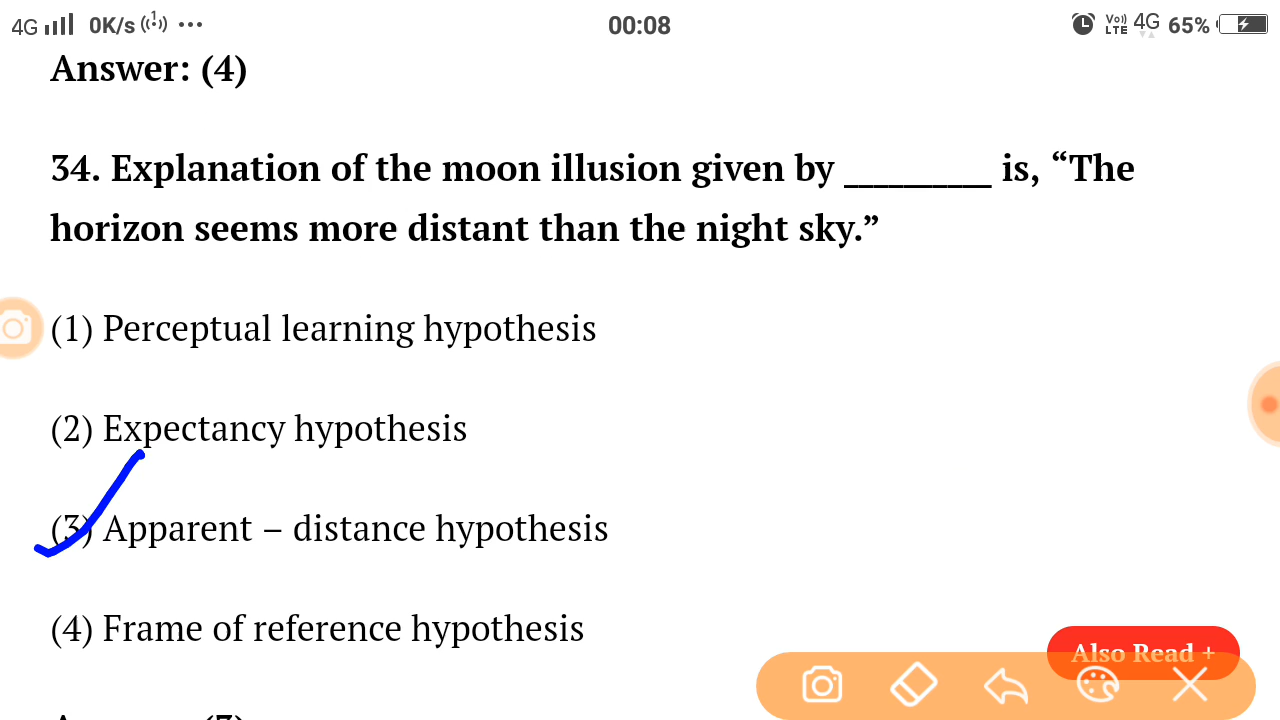 4G 0K/s 00:08 Vo)) LTE 4G 65%
Answer: (4)
34. Explanation of the moon illusion given by __________ is, “The
horizon seems more distant than the night sky.”
(1) Perceptual learning hypothesis
(2) Expectancy hypothesis
(3) Apparent – distance hypothesis
(4) Frame of reference hypothesis
Also Read +